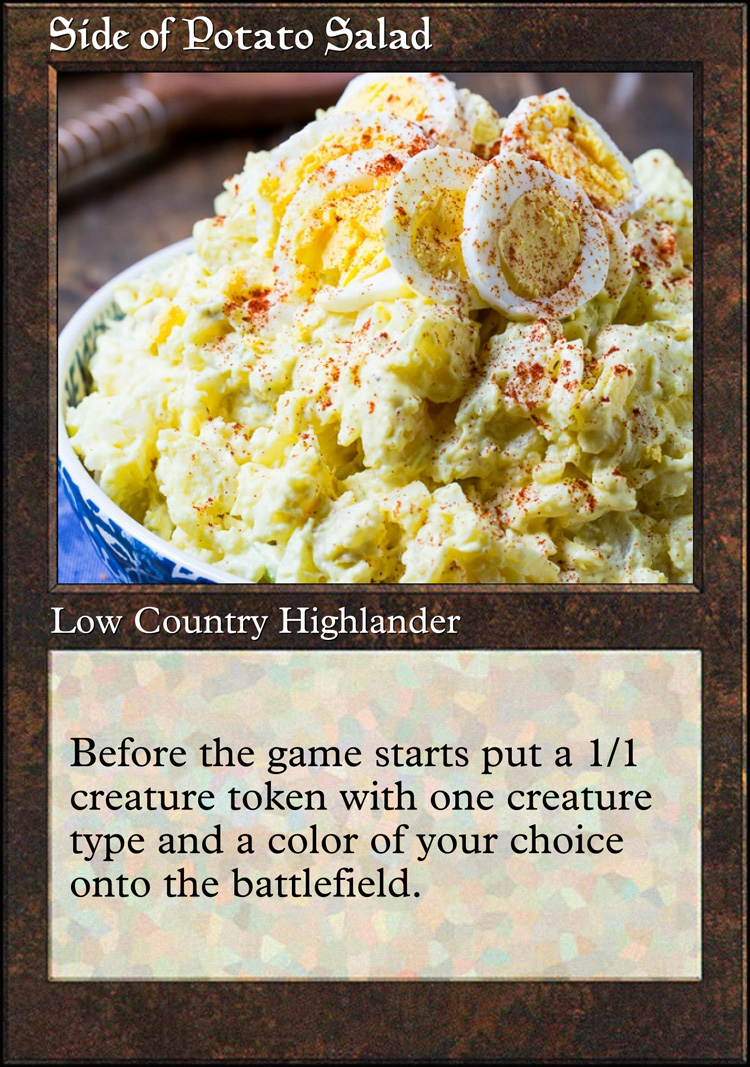 Side of Potato Salad
Low Country Highlander
Before the game starts put a 1/1
creature token with one creature
type and a color of your choice
onto the battlefield.